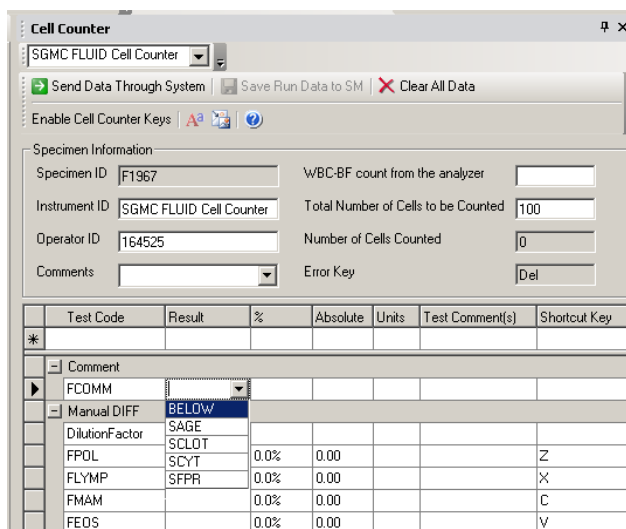 Cell Counter
SGMC FLUID Cell Counter
Send Data Through System Save Run Data to SM Clear All Data
Enable Cell Counter Keys Aª
Specimen Information
Specimen ID F1967 WBC-BF count from the analyzer
Instrument ID SGMC FLUID Cell Counter Total Number of Cells to be Counted 100
Operator ID 164525 Number of Cells Counted 0
Comments Error Key Del
Test Code Result % Absolute Units Test Comment(s) Shortcut Key
Comment
FCOMM
Manual DIFF BELOW
DilutionFactor SAGE
SCLOT
FPOL SCYT 0.0% 0.00 Z
FLYMP SFPR 0.0% 0.00 X
FMAM 0.0% 0.00 C
FEOS 0.0% 0.00 V